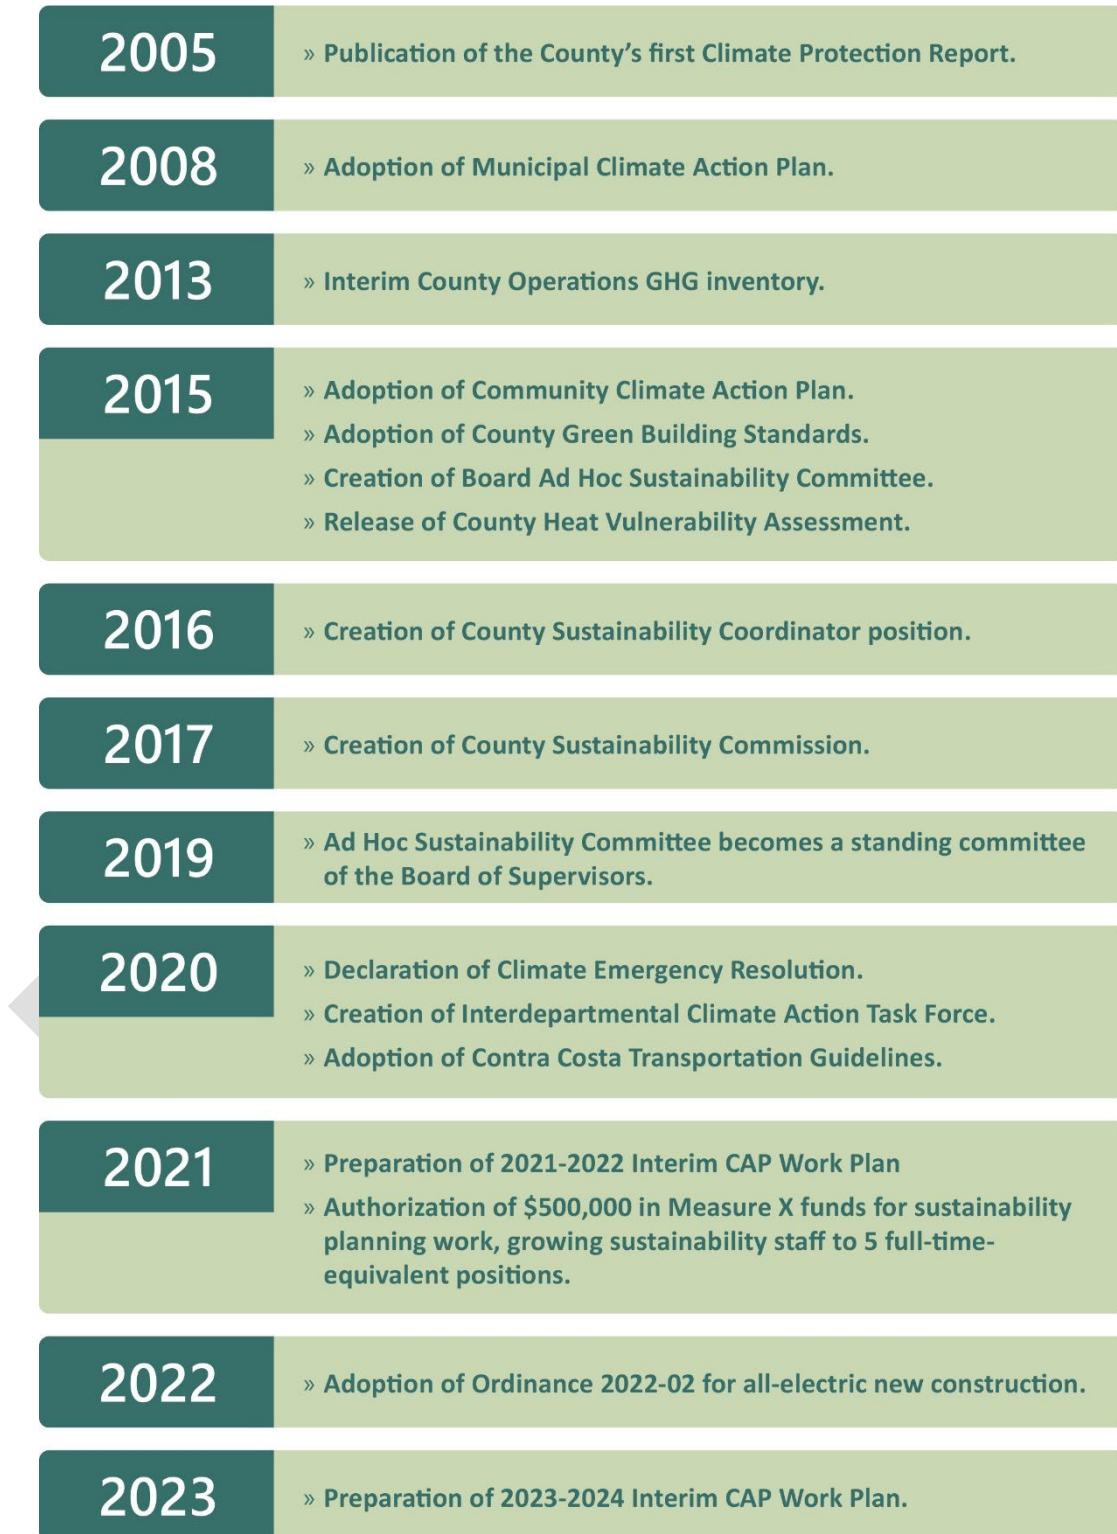 2005
» Publication of the County’s first Climate Protection Report.
2008
» Adoption of Municipal Climate Action Plan.
2013
» Interim County Operations GHG inventory.
2015
» Adoption of Community Climate Action Plan.
» Adoption of County Green Building Standards.
» Creation of Board Ad Hoc Sustainability Committee.
» Release of County Heat Vulnerability Assessment.
2016
» Creation of County Sustainability Coordinator position.
2017
» Creation of County Sustainability Commission.
2019
» Ad Hoc Sustainability Committee becomes a standing committee
of the Board of Supervisors.
2020
» Declaration of Climate Emergency Resolution.
» Creation of Interdepartmental Climate Action Task Force.
» Adoption of Contra Costa Transportation Guidelines.
2021
» Preparation of 2021-2022 Interim CAP Work Plan
» Authorization of $500,000 in Measure X funds for sustainability
planning work, growing sustainability staff to 5 full-time-
equivalent positions.
2022
» Adoption of Ordinance 2022-02 for all-electric new construction.
2023
» Preparation of 2023-2024 Interim CAP Work Plan.